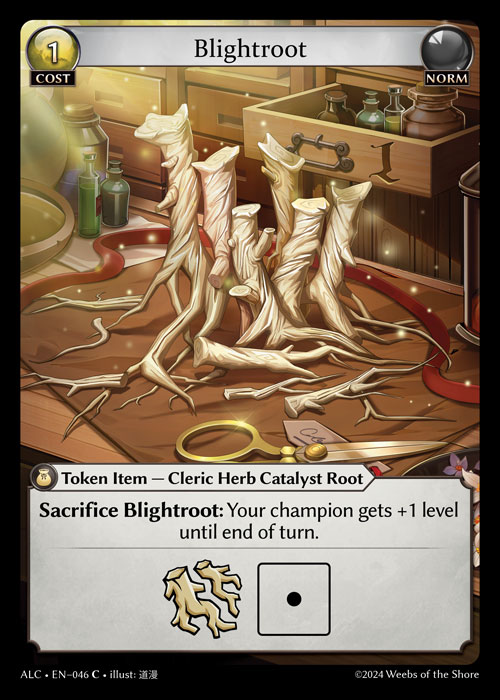 1
Blightroot
COST
NORM
1
Token Item — Cleric Herb Catalyst Root
Sacrifice Blightroot: Your champion gets +1 level
until end of turn.
ALC • EN–046 C • illust: 道漫
©2024 Weebs of the Shore